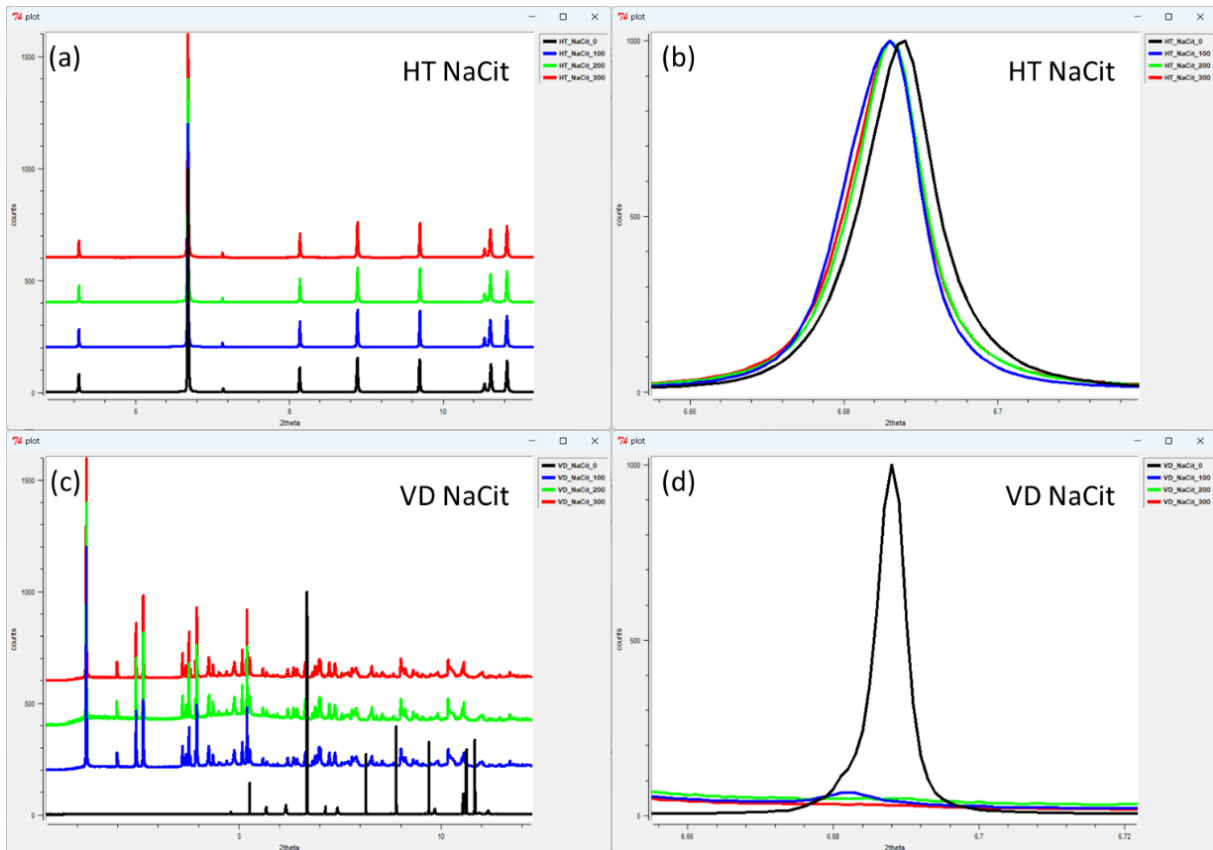 plot
(a)
HT NaCit
HT_NaCit_0
HT_NaCit_100
HT_NaCit_200
HT_NaCit_300
1500
1000
500
0
counts
6
8
10
2theta
plot
(b)
HT NaCit
HT_NaCit_0
HT_NaCit_100
HT_NaCit_200
HT_NaCit_300
1000
500
0
counts
6.66
6.68
6.7
2theta
plot
(c)
VD NaCit
VD_NaCit_0
VD_NaCit_100
VD_NaCit_200
VD_NaCit_300
1500
1000
500
0
counts
5
10
2theta
plot
(d)
VD NaCit
VD_NaCit_0
VD_NaCit_100
VD_NaCit_200
VD_NaCit_300
1000
500
0
counts
6.66
6.68
6.7
6.72
2theta